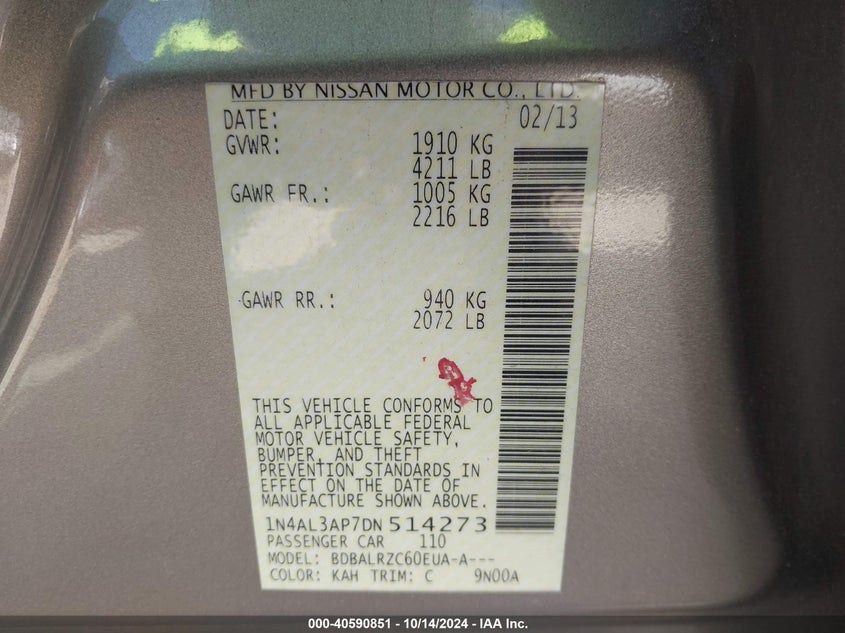 MFD BY NISSAN MOTOR CO., LTD.
DATE: 02/13
GVWR: 1910 KG
4211 LB
GAWR FR.: 1005 KG
2216 LB
GAWR RR.: 940 KG
2072 LB
THIS VEHICLE CONFORMS TO
ALL APPLICABLE FEDERAL
MOTOR VEHICLE SAFETY,
BUMPER, AND THEFT
PREVENTION STANDARDS IN
EFFECT ON THE DATE OF
MANUFACTURE SHOWN ABOVE.
1N4AL3AP7DN 514273
PASSENGER CAR 110
MODEL: BDBALRZC60EUA-A---
COLOR: KAH TRIM: C 9N00A
000-40590851 - 10/14/2024 - IAA Inc.